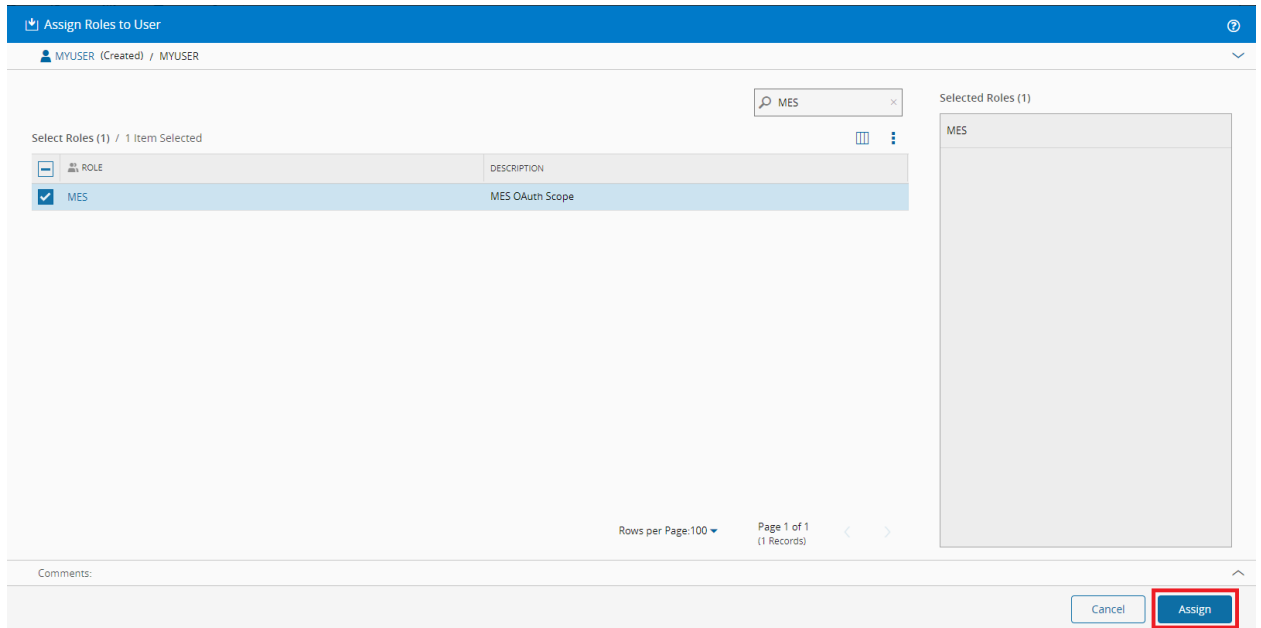 Assign Roles to User
MYUSER (Created) / MYUSER
MES
Selected Roles (1)
Select Roles (1) / 1 Item Selected
MES
ROLE DESCRIPTION
MES MES OAuth Scope
Rows per Page:100 Page 1 of 1
(1 Records)
Comments:
Cancel Assign